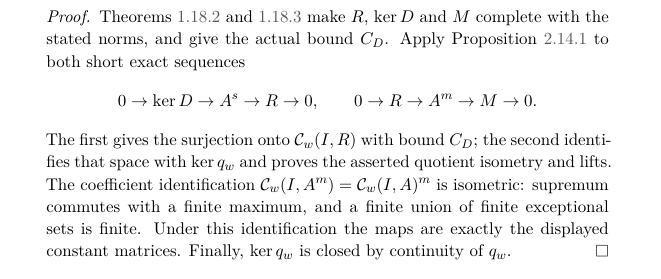 Proof. Theorems 1.18.2 and 1.18.3 make R, ker D and M complete with the
stated norms, and give the actual bound C_D. Apply Proposition 2.14.1 to
both short exact sequences
0 → ker D → A^s → R → 0, 0 → R → A^m → M → 0.
The first gives the surjection onto 𝒞_w(I, R) with bound C_D; the second identi-
fies that space with ker q_w and proves the asserted quotient isometry and lifts.
The coefficient identification 𝒞_w(I, A^m) = 𝒞_w(I, A)^m is isometric: supremum
commutes with a finite maximum, and a finite union of finite exceptional
sets is finite. Under this identification the maps are exactly the displayed
constant matrices. Finally, ker q_w is closed by continuity of q_w. □